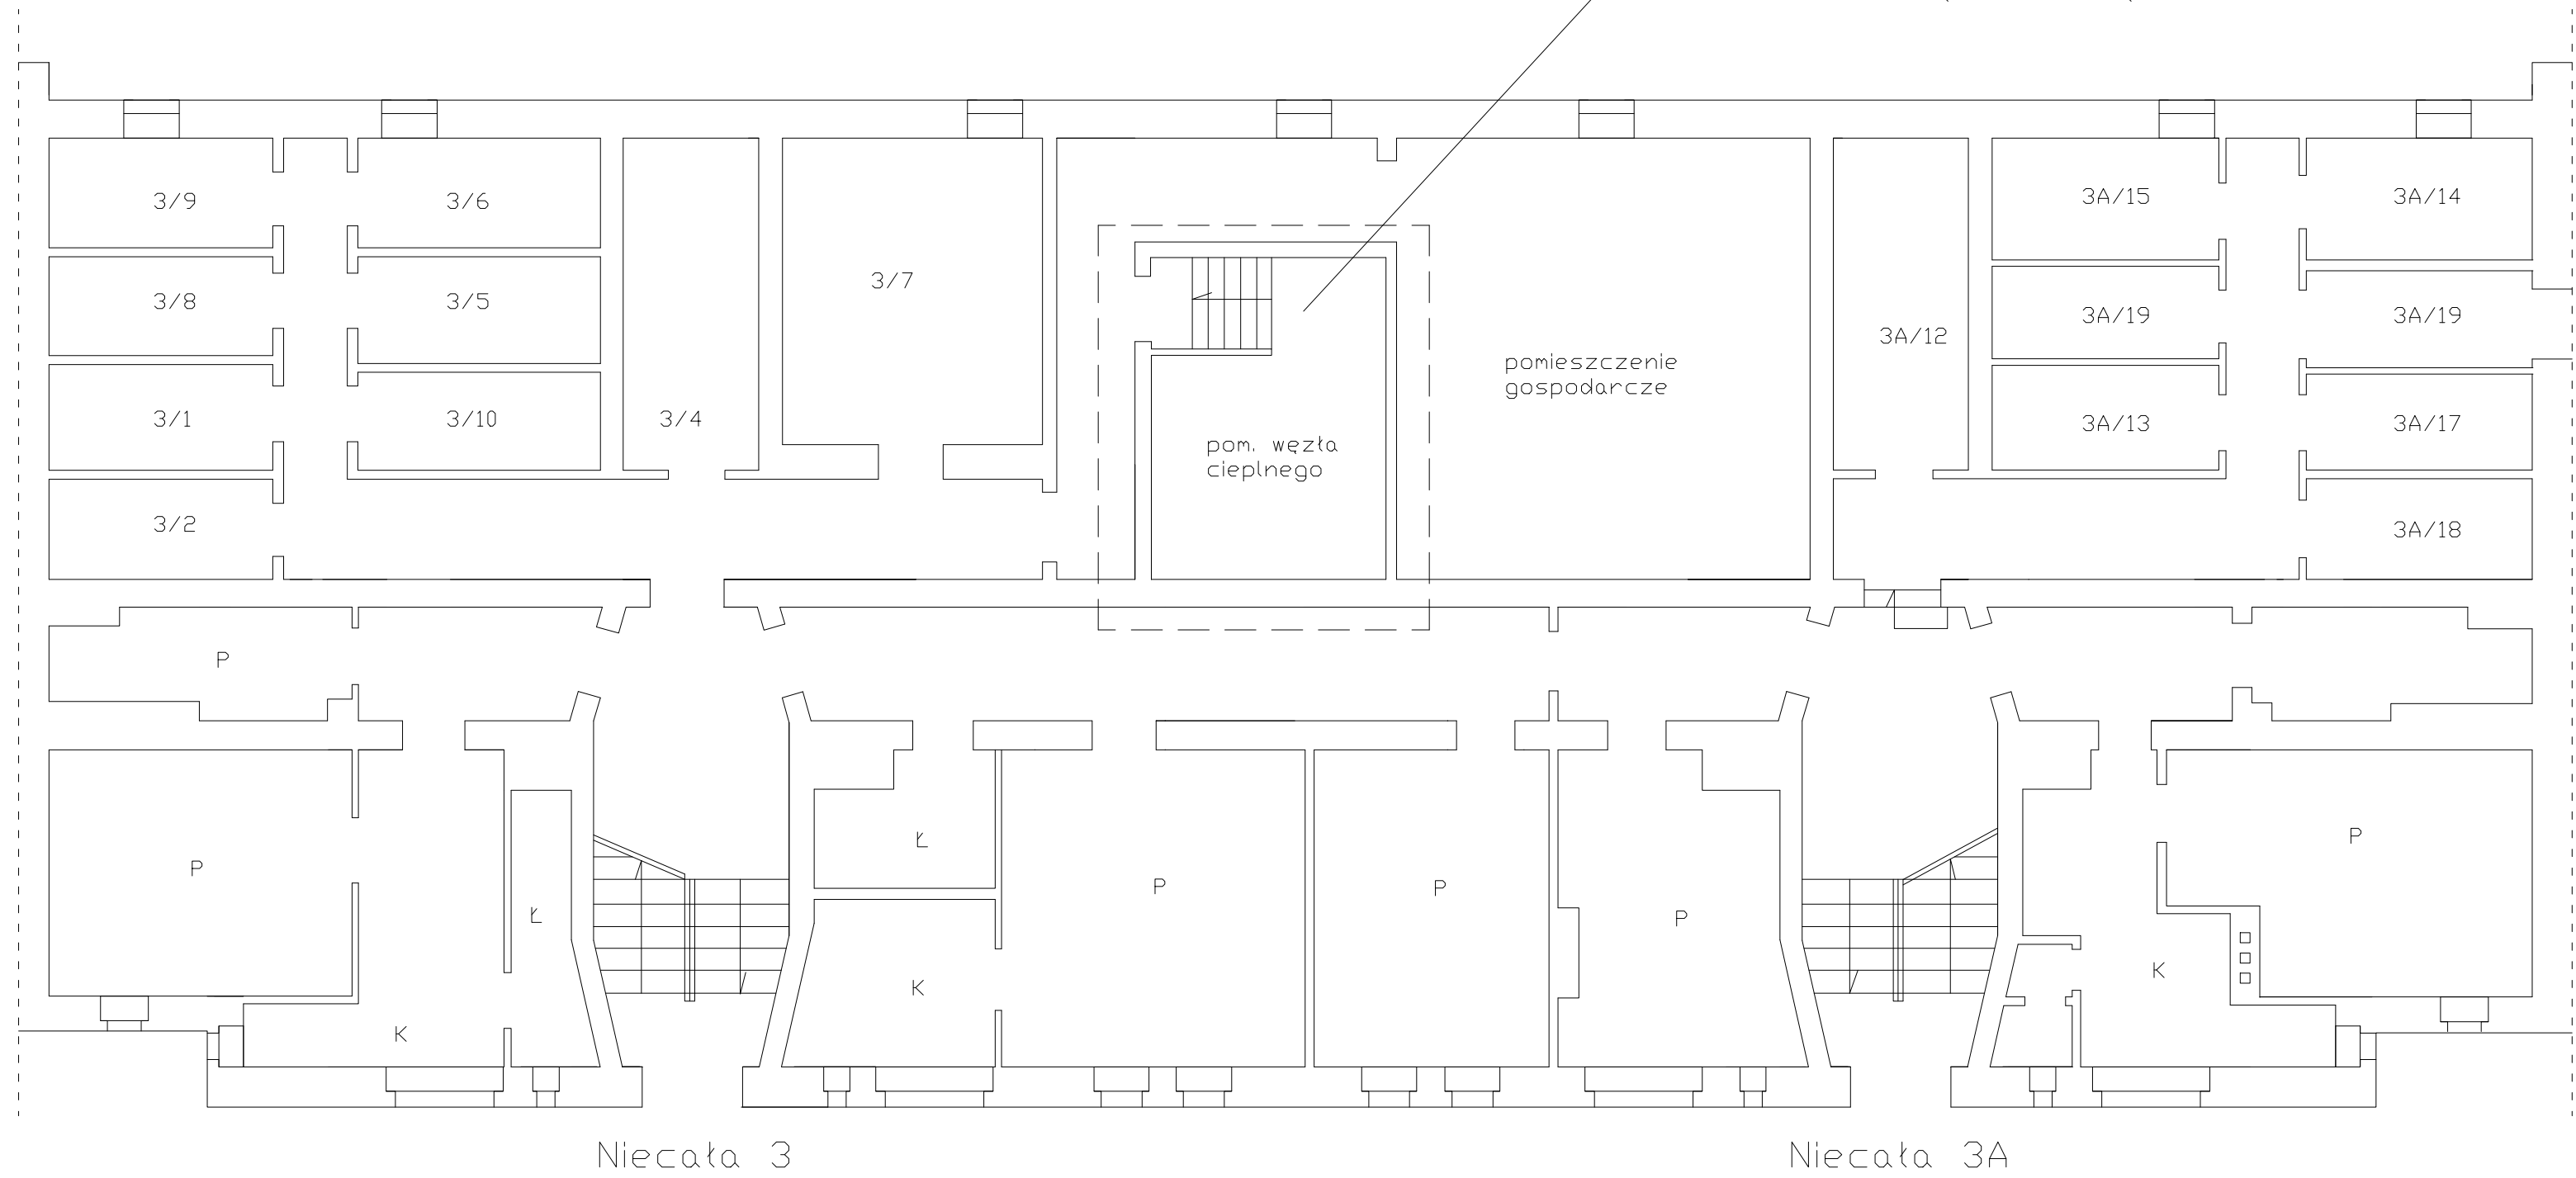 3/9
3/6
3A/15
3A/14
3/8
3/5
3/7
3A/19
3A/19
3A/12
pomieszczenie
gospodarcze
3/1
3/10
3/4
3A/13
3A/17
pom. węzła
cieplnego
3/2
3A/18
P
P
Ł
P
P
P
P
Ł
K
K
K
Niecała 3
Niecała 3A